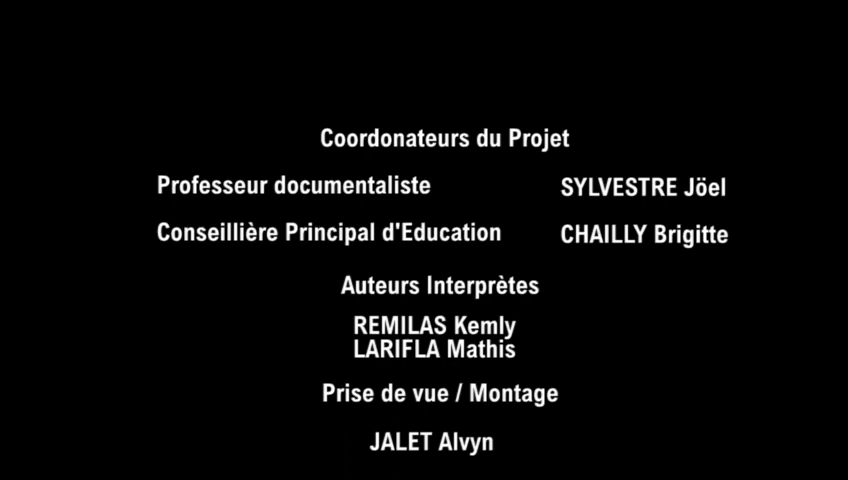 Coordonateurs du Projet
Professeur documentaliste SYLVESTRE Jöel
Conseillière Principal d'Education CHAILLY Brigitte
Auteurs Interprètes
REMILAS Kemly
LARIFLA Mathis
Prise de vue / Montage
JALET Alvyn